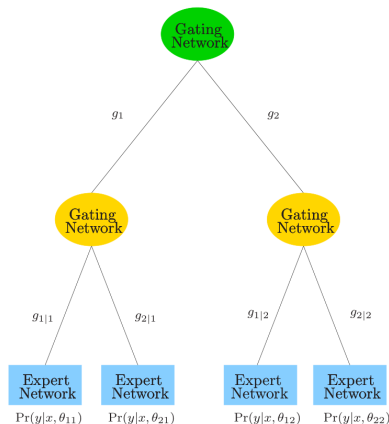 Gating
Network
g₁ g₂
Gating
Network
Gating
Network
g₁|₁ g₂|₁ g₁|₂ g₂|₂
Expert
Network
Expert
Network
Expert
Network
Expert
Network
Pr(y|x, θ₁₁) Pr(y|x, θ₂₁) Pr(y|x, θ₁₂) Pr(y|x, θ₂₂)